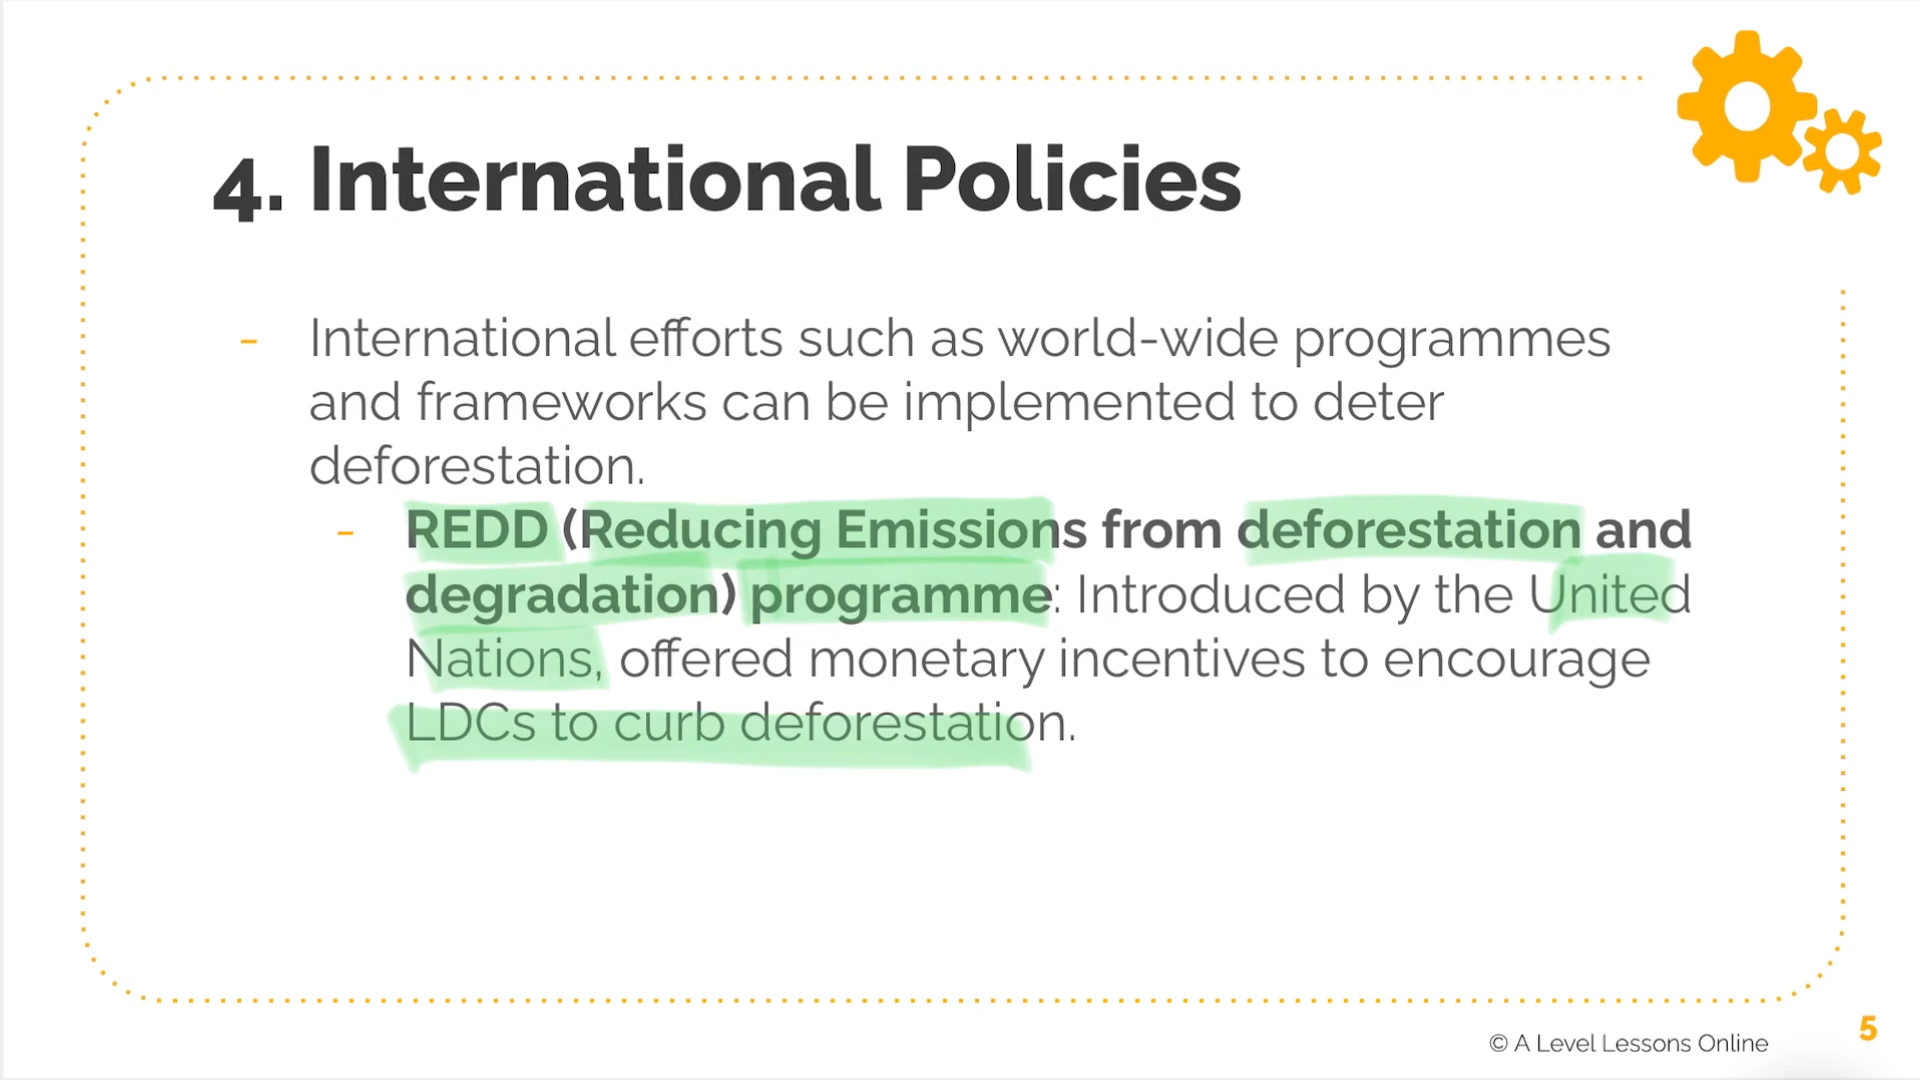 4. International Policies
- International efforts such as world-wide programmes
and frameworks can be implemented to deter
deforestation.
- REDD (Reducing Emissions from deforestation and
degradation) programme: Introduced by the United
Nations, offered monetary incentives to encourage
LDCs to curb deforestation.
© A Level Lessons Online
5